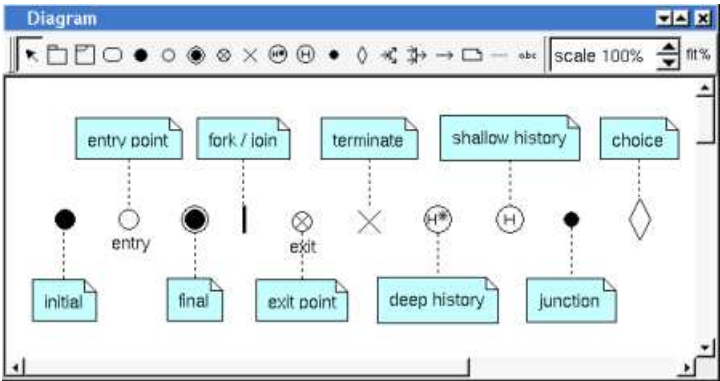 Diagram
H* H abc scale 100% fit%
entry point fork / join terminate shallow history choice
H* H
entry exit
initial final exit point deep history junction